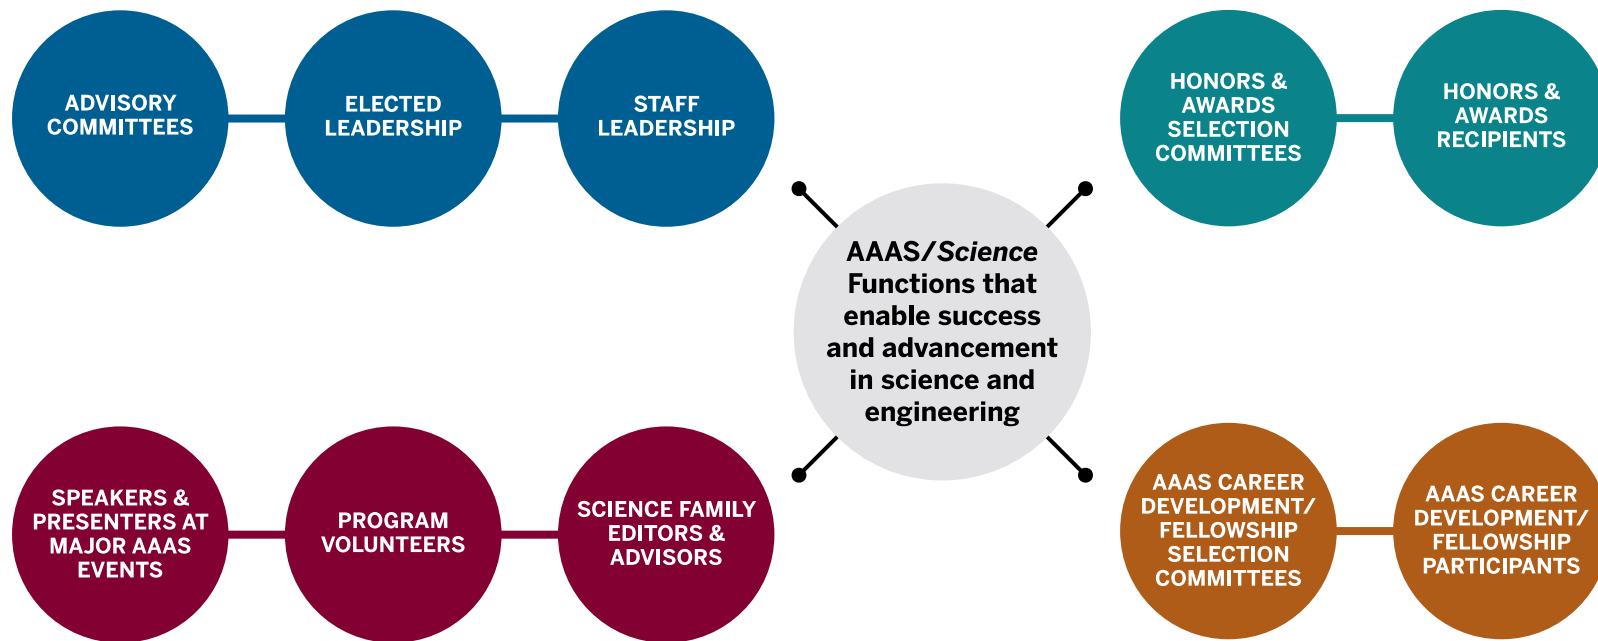 ADVISORY
COMMITTEES
ELECTED
LEADERSHIP
STAFF
LEADERSHIP
HONORS &
AWARDS
SELECTION
COMMITTEES
HONORS &
AWARDS
RECIPIENTS
AAAS/Science
Functions that
enable success
and advancement
in science and
engineering
SPEAKERS &
PRESENTERS AT
MAJOR AAAS
EVENTS
PROGRAM
VOLUNTEERS
SCIENCE FAMILY
EDITORS &
ADVISORS
AAAS CAREER
DEVELOPMENT/
FELLOWSHIP
SELECTION
COMMITTEES
AAAS CAREER
DEVELOPMENT/
FELLOWSHIP
PARTICIPANTS